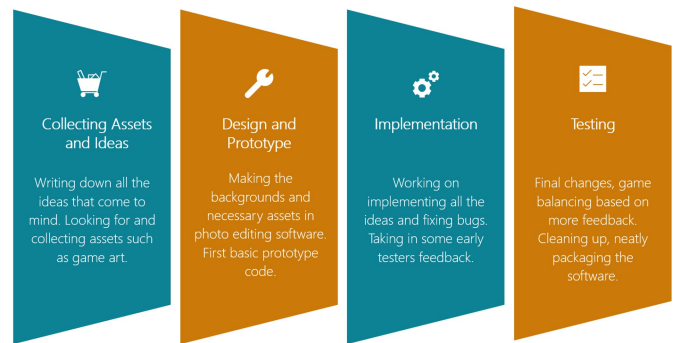 Collecting Assets
and Ideas
Writing down all the
ideas that come to
mind. Looking for and
collecting assets such
as game art.
Design and
Prototype
Making the
backgrounds and
necessary assets in
photo editing software.
First basic prototype
code.
Implementation
Working on
implementing all the
ideas and fixing bugs.
Taking in some early
testers feedback.
Testing
Final changes, game
balancing based on
more feedback.
Cleaning up, neatly
packaging the
software.